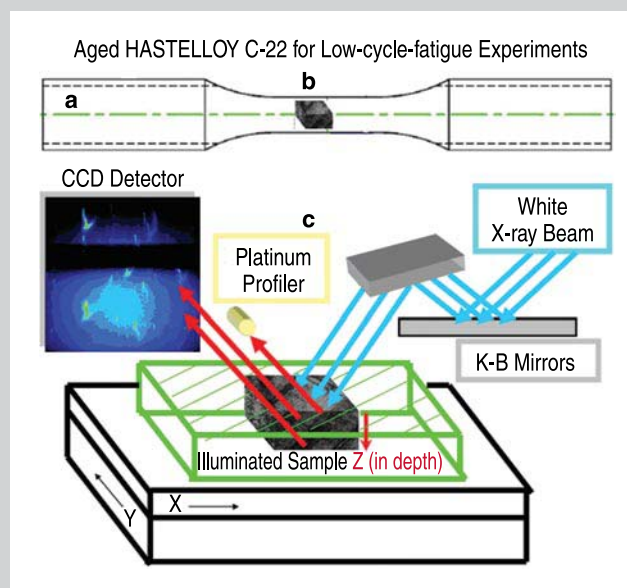 Aged HASTELLOY C-22 for Low-cycle-fatigue Experiments
b
a
CCD Detector
c
White
X-ray Beam
Platinum
Profiler
K-B Mirrors
Illuminated Sample Z (in depth)
X
Y